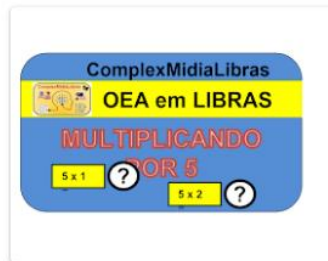 ComplexMidiaLibras
OEA em LIBRAS
MULTIPLICANDO
POR 5
5 x 1
?
5 x 2
?